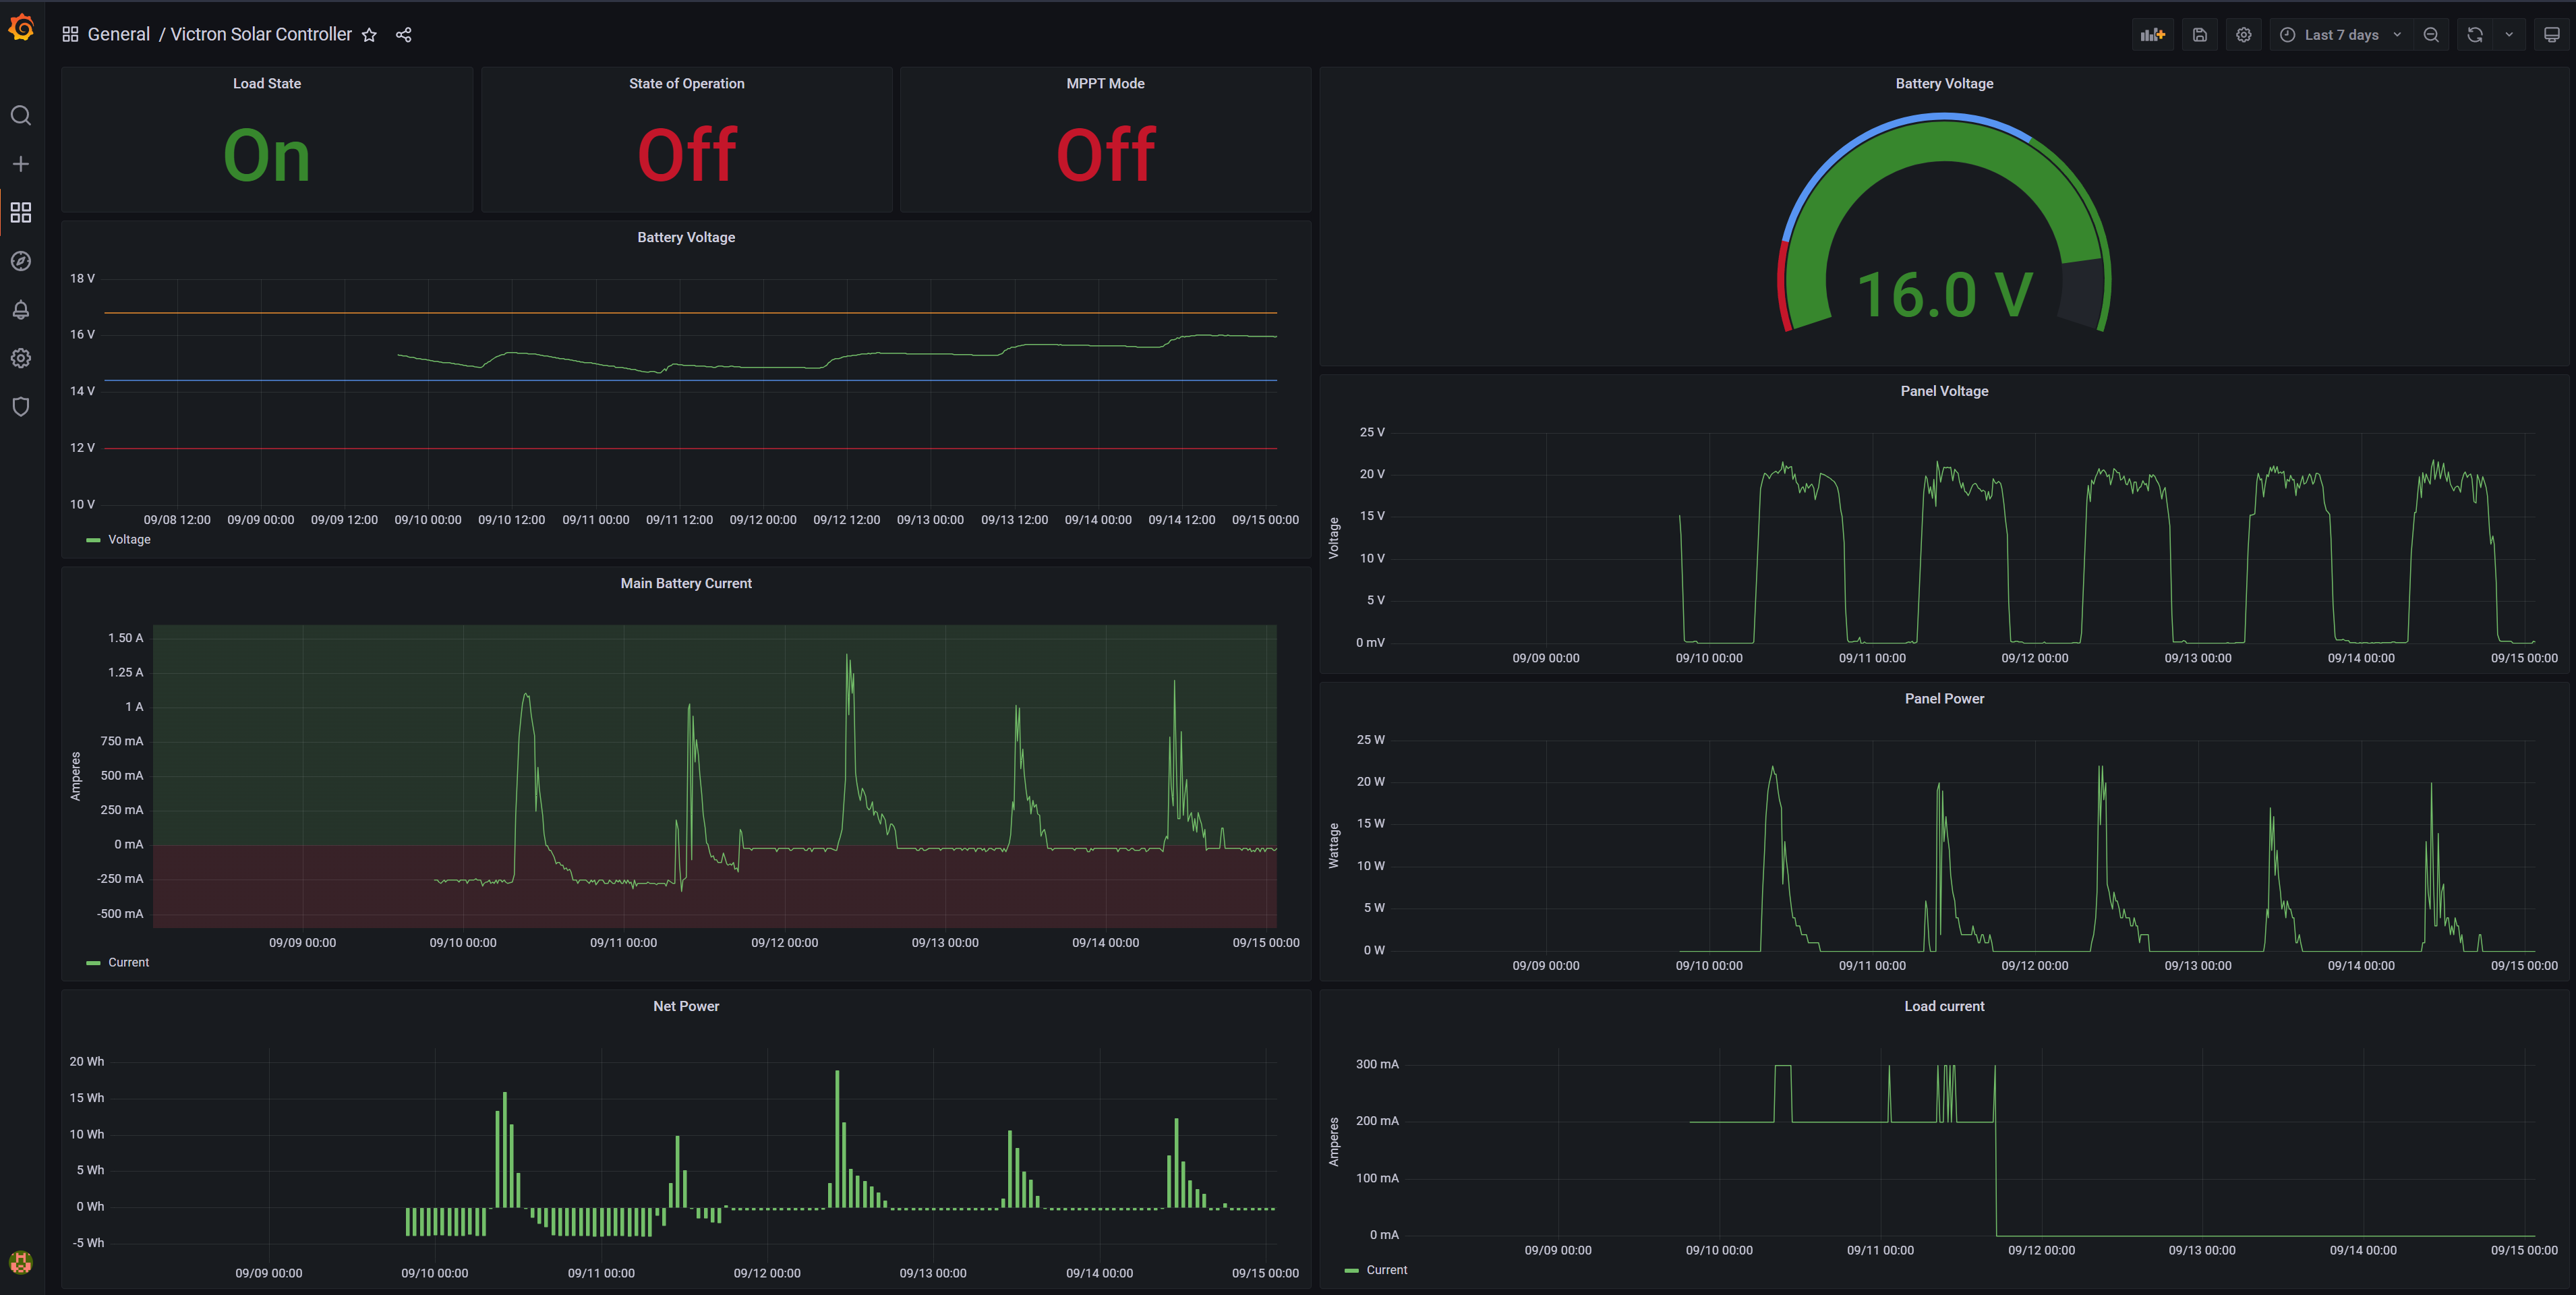 General / Victron Solar Controller
Last 7 days
Load State
On
State of Operation
Off
MPPT Mode
Off
Battery Voltage
16.0 V
Battery Voltage
18 V
16 V
14 V
12 V
10 V
09/08 12:00 09/09 00:00 09/09 12:00 09/10 00:00 09/10 12:00 09/11 00:00 09/11 12:00 09/12 00:00 09/12 12:00 09/13 00:00 09/13 12:00 09/14 00:00 09/14 12:00 09/15 00:00
Voltage
Panel Voltage
Voltage
25 V
20 V
15 V
10 V
5 V
0 mV
09/09 00:00 09/10 00:00 09/11 00:00 09/12 00:00 09/13 00:00 09/14 00:00 09/15 00:00
Main Battery Current
Amperes
1.50 A
1.25 A
1 A
750 mA
500 mA
250 mA
0 mA
-250 mA
-500 mA
09/09 00:00 09/10 00:00 09/11 00:00 09/12 00:00 09/13 00:00 09/14 00:00 09/15 00:00
Current
Panel Power
Wattage
25 W
20 W
15 W
10 W
5 W
0 W
09/09 00:00 09/10 00:00 09/11 00:00 09/12 00:00 09/13 00:00 09/14 00:00 09/15 00:00
Net Power
20 Wh
15 Wh
10 Wh
5 Wh
0 Wh
-5 Wh
09/09 00:00 09/10 00:00 09/11 00:00 09/12 00:00 09/13 00:00 09/14 00:00 09/15 00:00
Load current
Amperes
300 mA
200 mA
100 mA
0 mA
09/09 00:00 09/10 00:00 09/11 00:00 09/12 00:00 09/13 00:00 09/14 00:00 09/15 00:00
Current